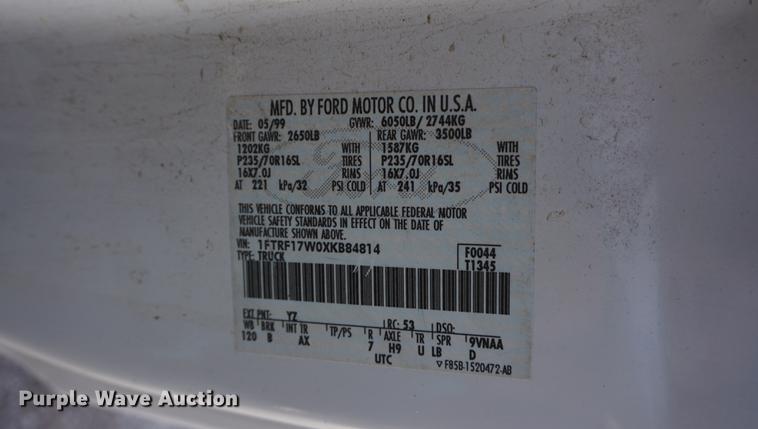 MFD. BY FORD MOTOR CO. IN U.S.A.
DATE: 05/99 GVWR: 6050LB/ 2744KG
FRONT GAWR: 2650LB REAR GAWR: 3500LB
1202KG WITH 1587KG WITH
P235/70R16SL TIRES P235/70R16SL TIRES
16X7.0J RIMS 16X7.0J RIMS
AT 221 kPa/32 PSI COLD AT 241 kPa/35 PSI COLD
Ford
THIS VEHICLE CONFORMS TO ALL APPLICABLE FEDERAL MOTOR
VEHICLE SAFETY STANDARDS IN EFFECT ON THE DATE OF
MANUFACTURE SHOWN ABOVE.
VIN: 1FTRF17W0XKB84814 F0044
TYPE: TRUCK T1345
EXT PNT: YZ RC: 53 DSO:
WB BRK INT TR TP/PS R AXLE TR SPR 9VNAA
120 B AX 7 H9 U LB D
UTC ▽ F85B-1520472-AB
Purple Wave Auction